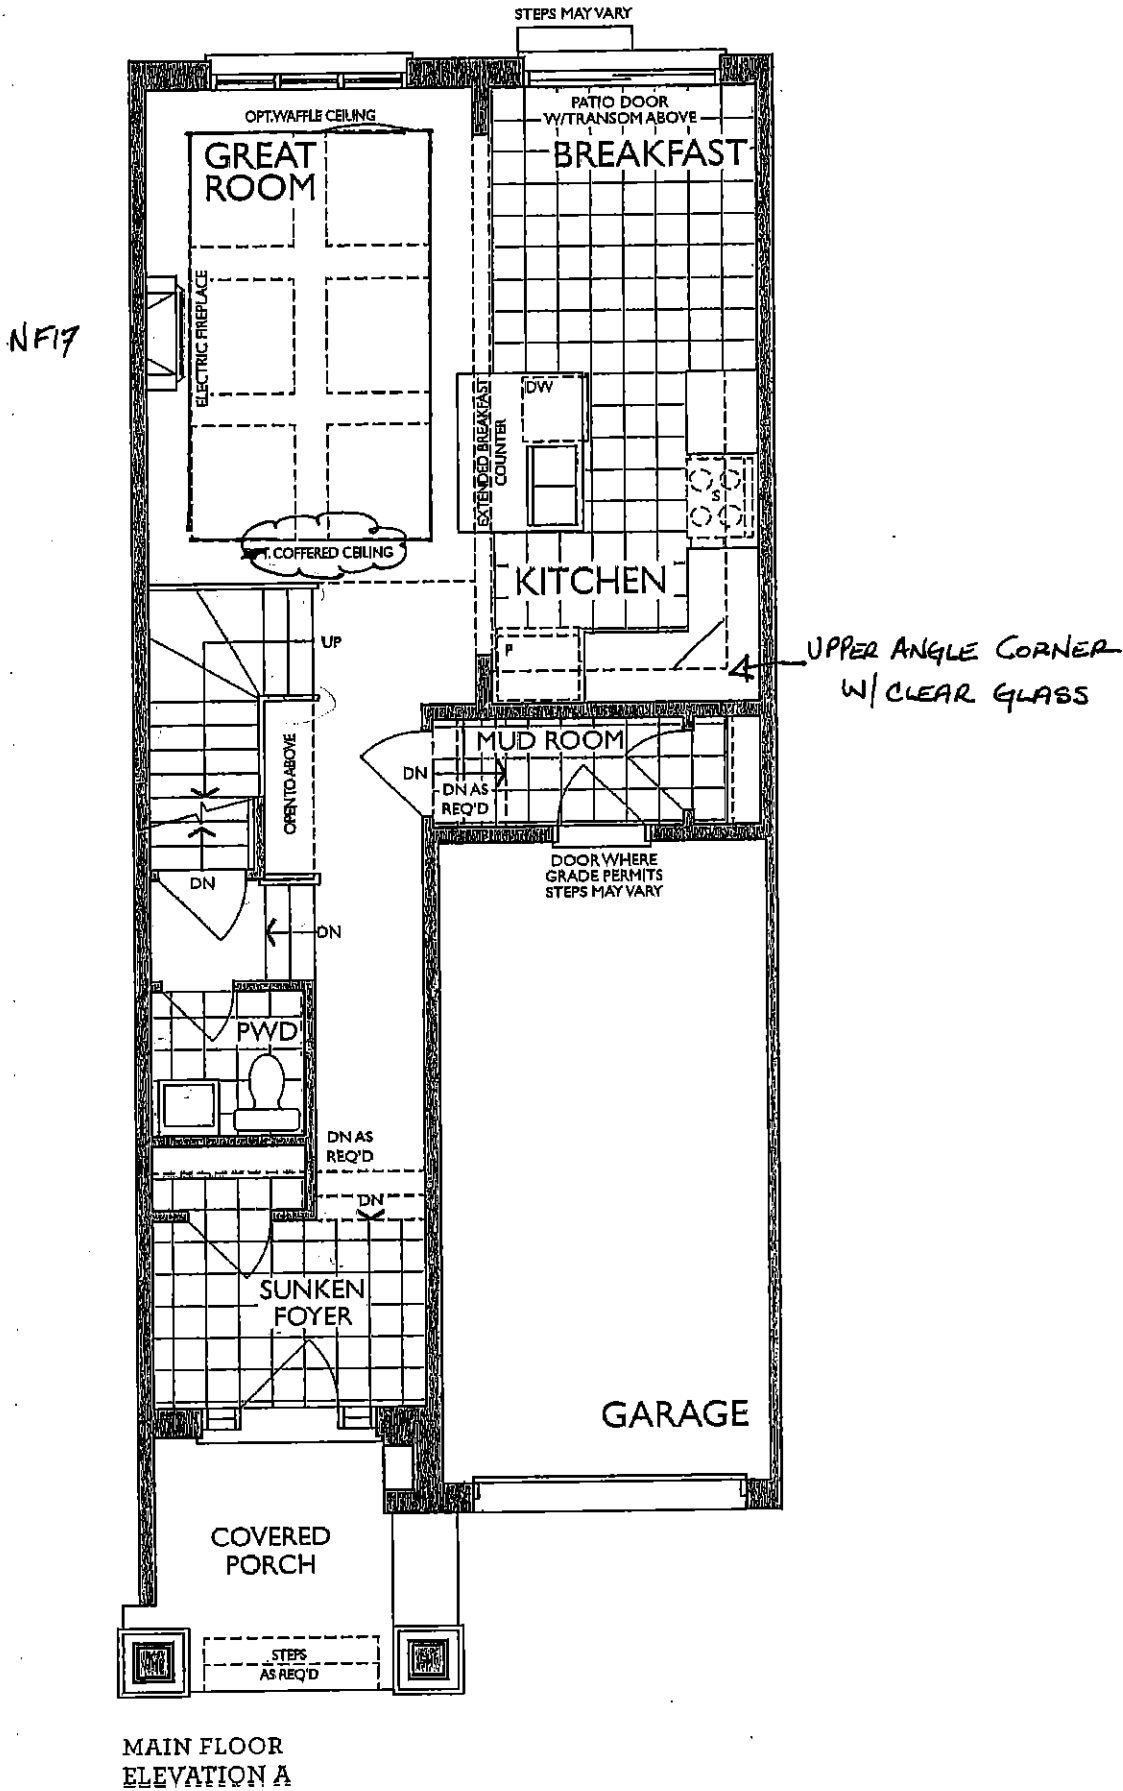 STEPS MAY VARY
PATIO DOOR
W/TRANSOM ABOVE
BREAKFAST
OPT. WAFFLE CEILING
GREAT
ROOM
ELECTRIC FIREPLACE
NF17
DW
EXTENDED BREAKFAST
COUNTER
S
OPT. COFFERED CEILING
KITCHEN
UP
F
UPPER ANGLE CORNER
W/ CLEAR GLASS
MUD ROOM
DN
DN AS
REQ'D
OPEN TO ABOVE
DOOR WHERE
GRADE PERMITS
STEPS MAY VARY
DN
DN
PWD
DN AS
REQ'D
DN
SUNKEN
FOYER
GARAGE
COVERED
PORCH
STEPS
AS REQ'D
MAIN FLOOR
ELEVATION A